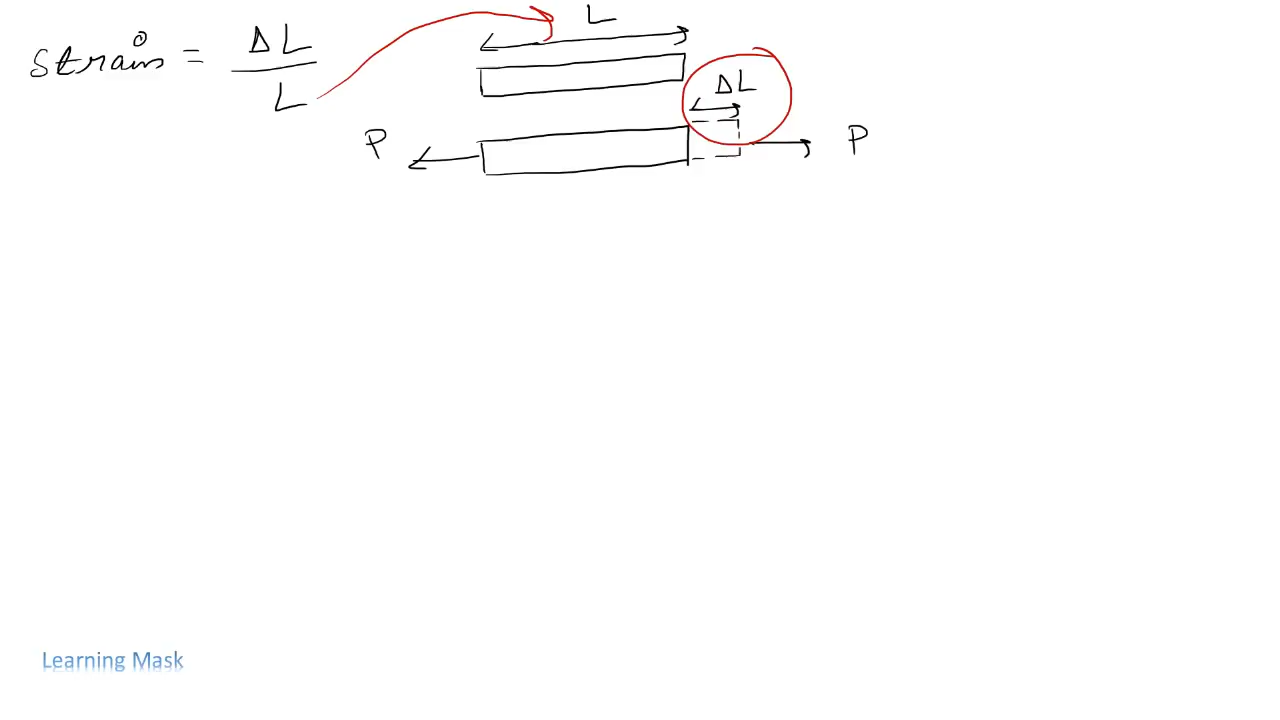 strain = ΔL / L
L
ΔL
P
P
Learning Mask